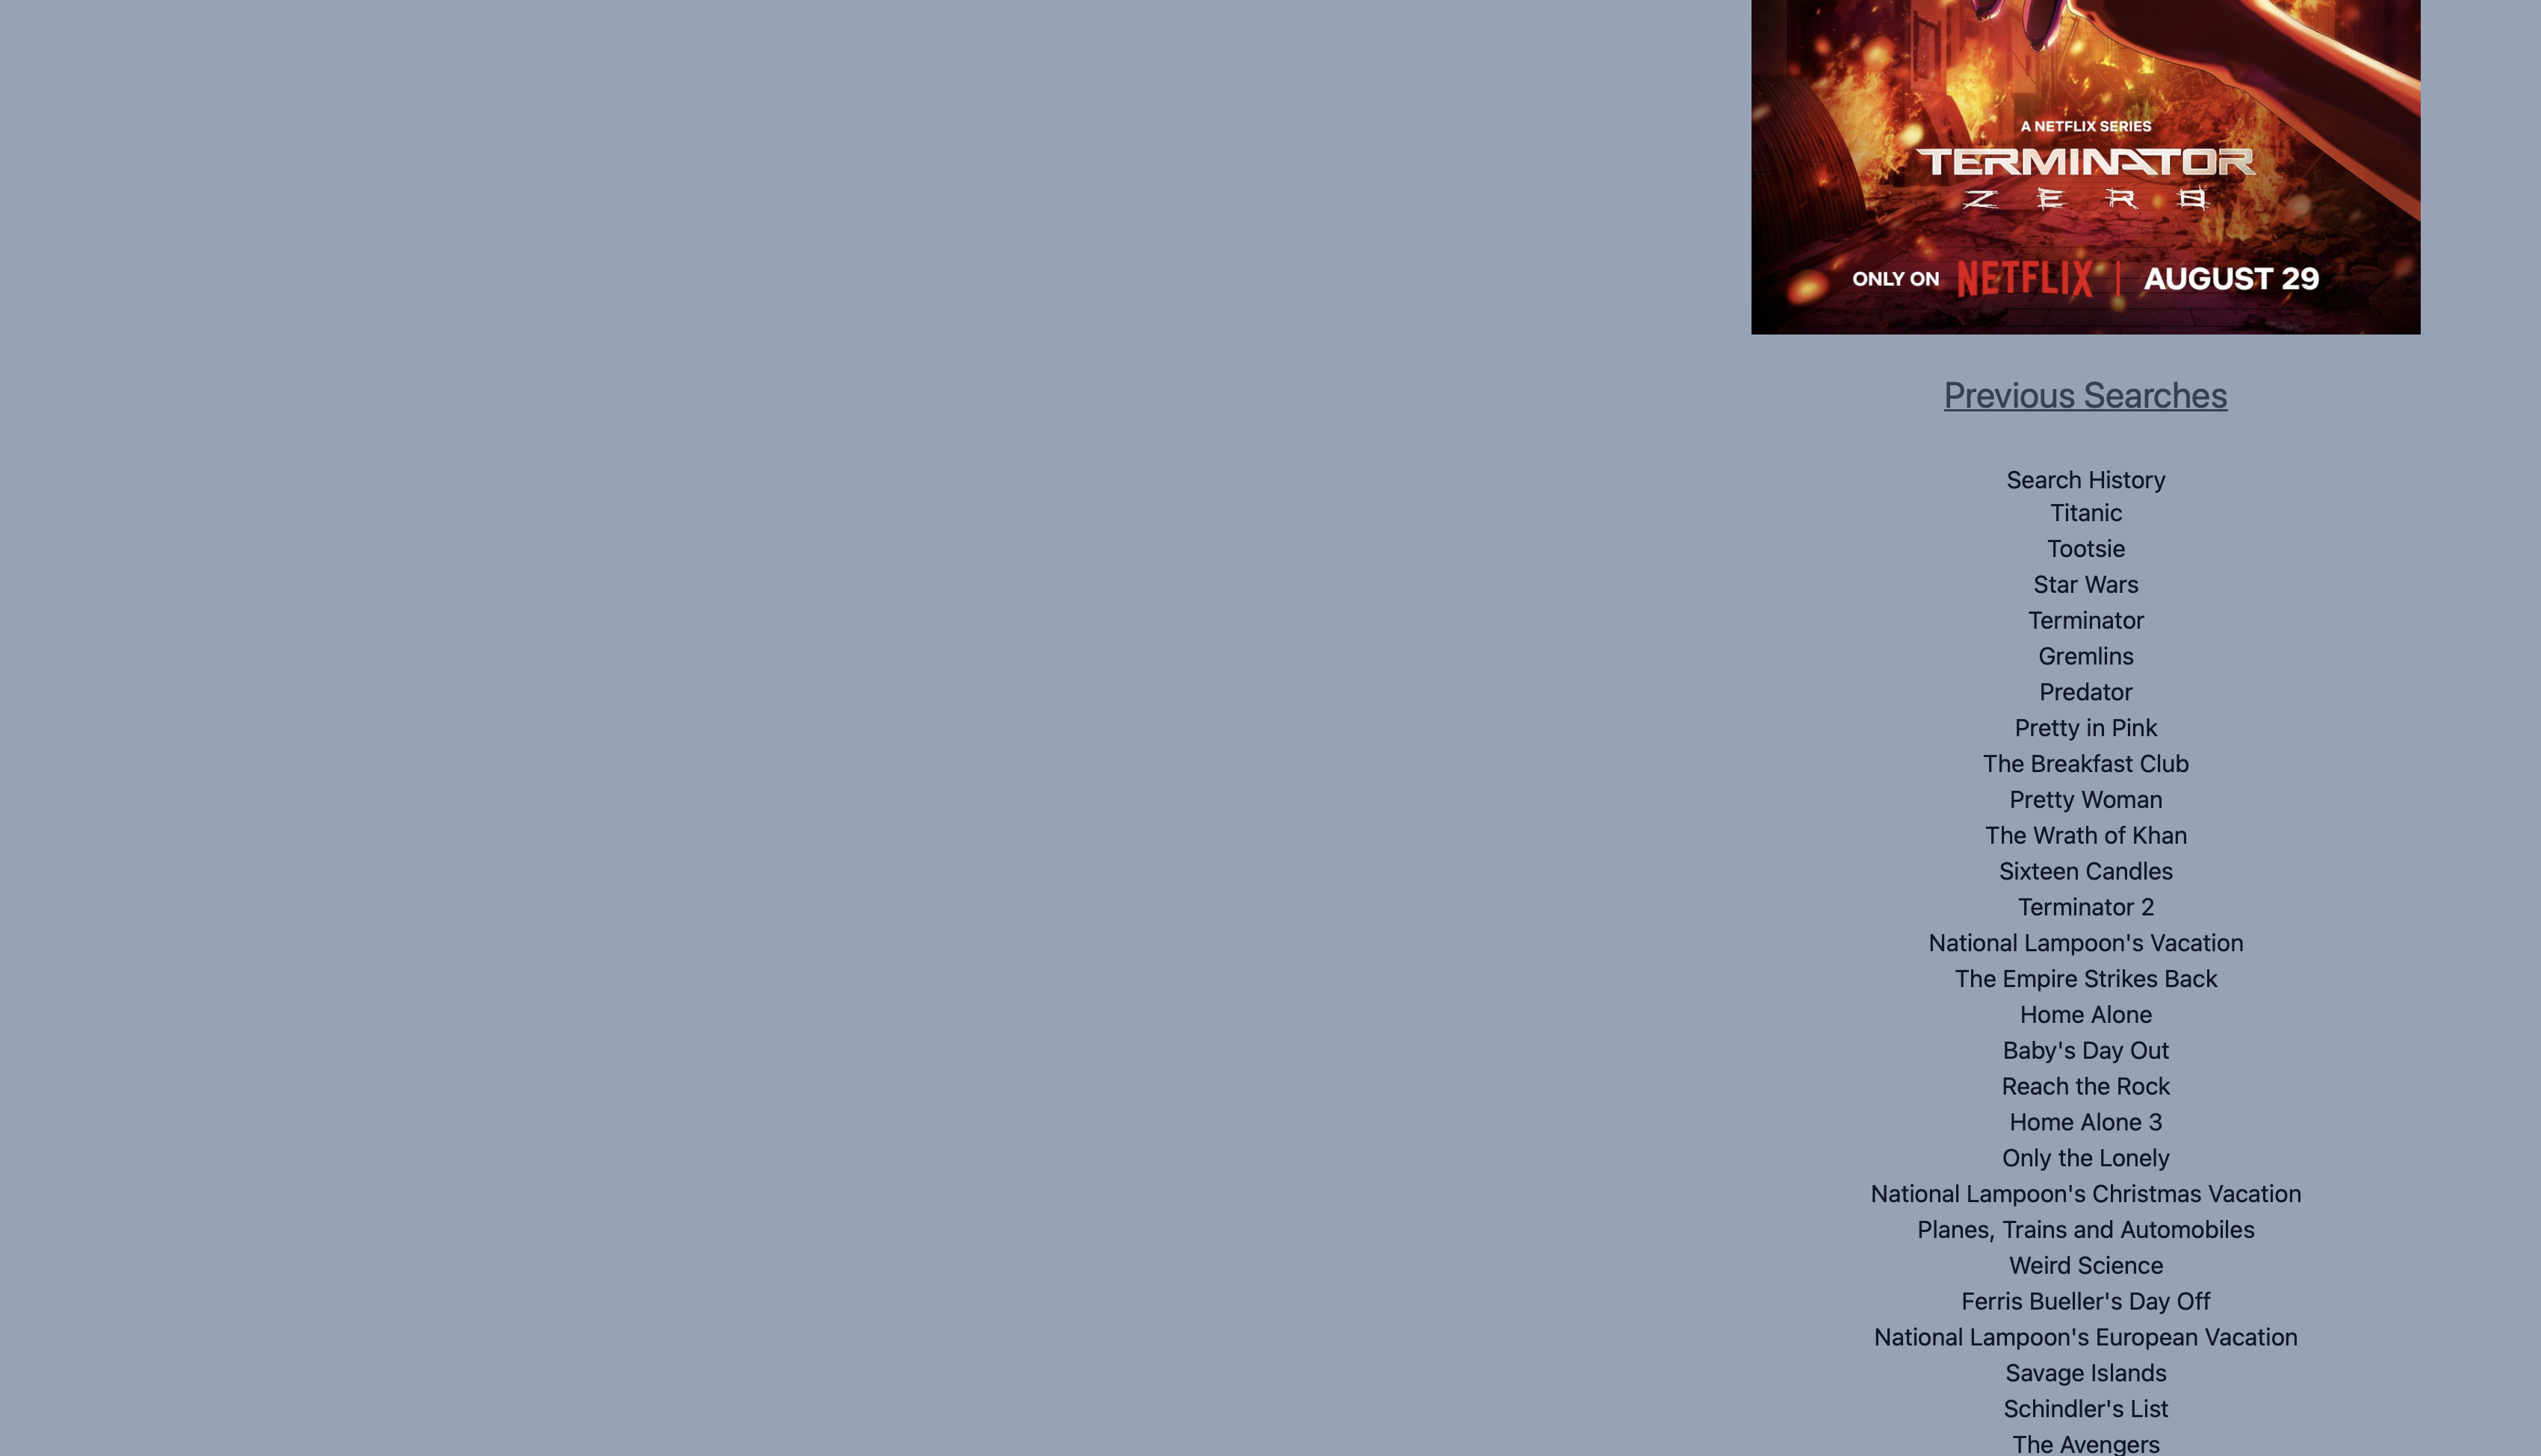 A NETFLIX SERIES
TERMINATOR
ZERO
ONLY ON NETFLIX | AUGUST 29
Previous Searches
Search History
Titanic
Tootsie
Star Wars
Terminator
Gremlins
Predator
Pretty in Pink
The Breakfast Club
Pretty Woman
The Wrath of Khan
Sixteen Candles
Terminator 2
National Lampoon's Vacation
The Empire Strikes Back
Home Alone
Baby's Day Out
Reach the Rock
Home Alone 3
Only the Lonely
National Lampoon's Christmas Vacation
Planes, Trains and Automobiles
Weird Science
Ferris Bueller's Day Off
National Lampoon's European Vacation
Savage Islands
Schindler's List
The Avengers